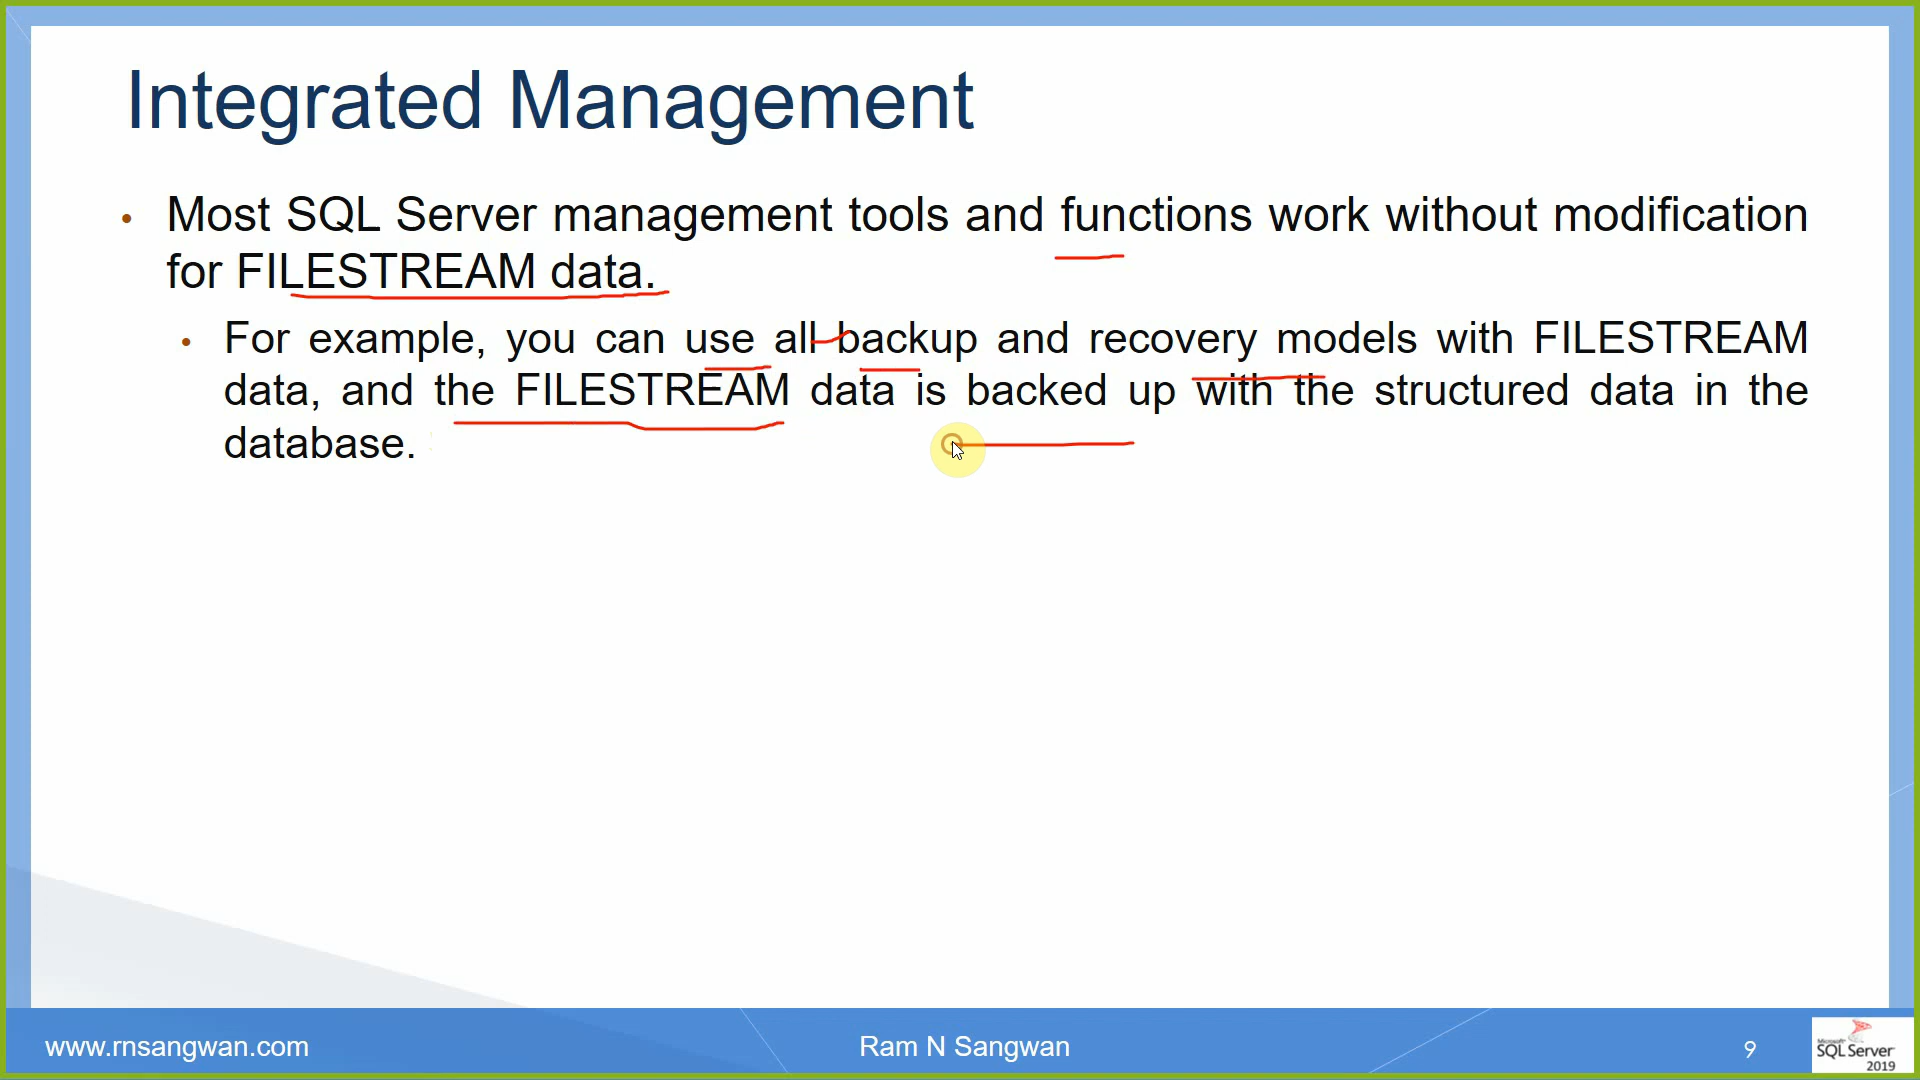 Integrated Management
• Most SQL Server management tools and functions work without modification
for FILESTREAM data.
• For example, you can use all backup and recovery models with FILESTREAM
data, and the FILESTREAM data is backed up with the structured data in the
database.
www.rnsangwan.com
Ram N Sangwan
9
Microsoft
SQL Server
2019